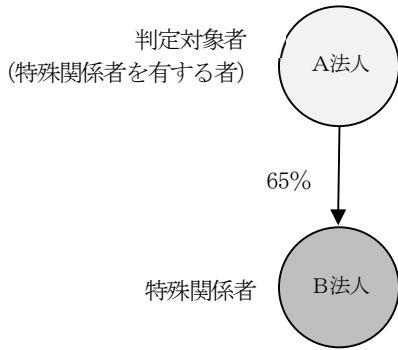 判定対象者
(特殊関係者を有する者)
A法人
65%
特殊関係者
B法人